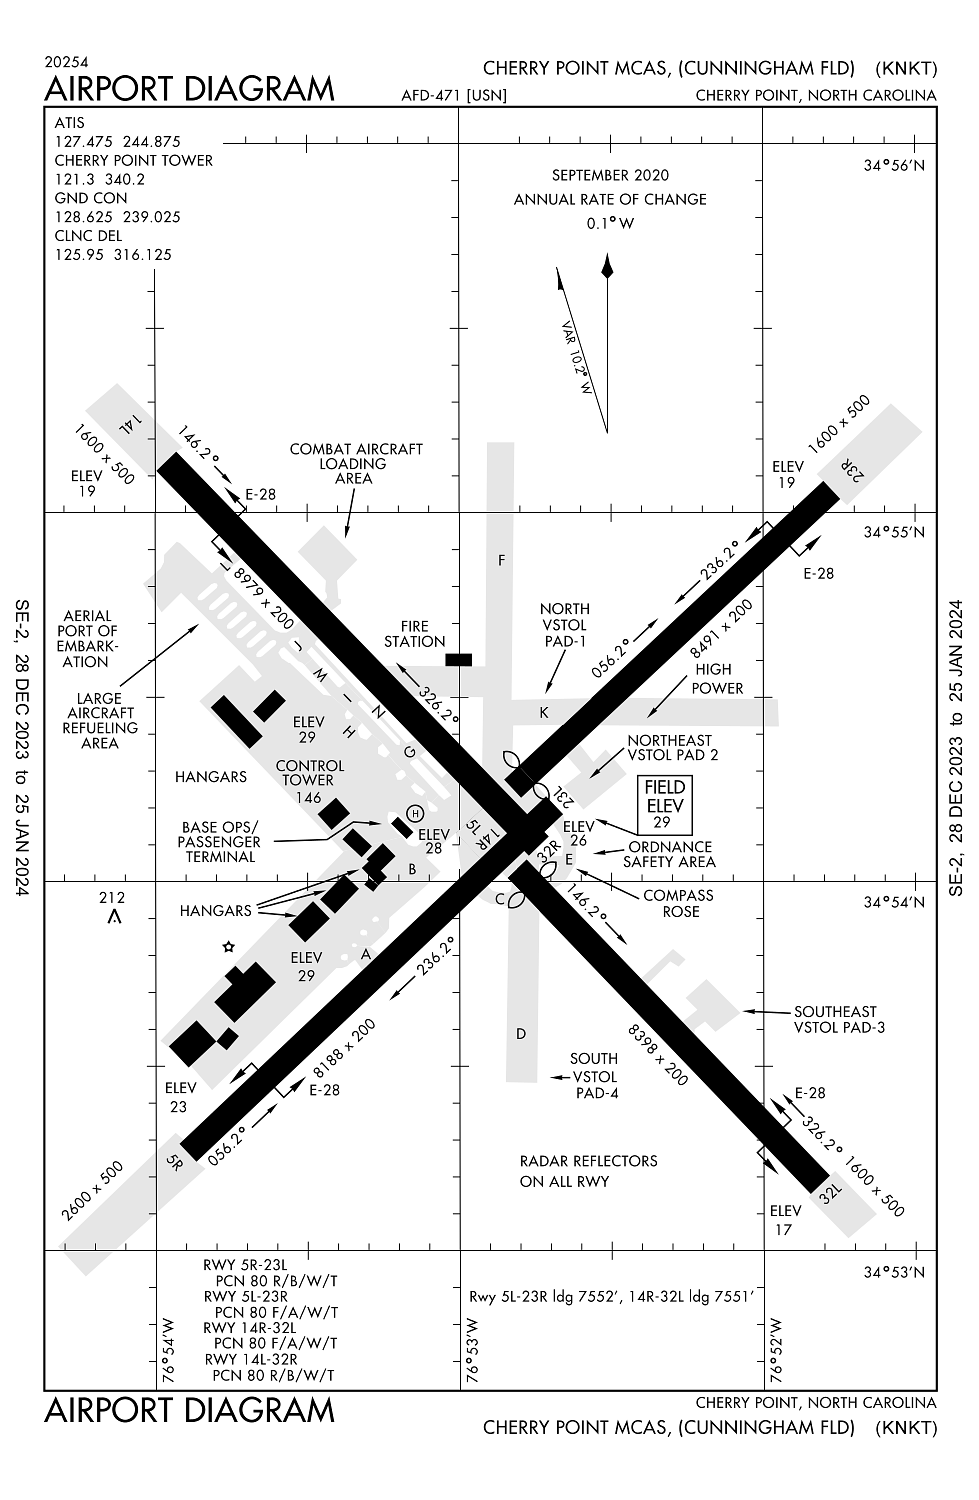 20254
AIRPORT DIAGRAM
AFD-471 [USN]
CHERRY POINT MCAS, (CUNNINGHAM FLD) (KNKT)
CHERRY POINT, NORTH CAROLINA
ATIS
127.475 244.875
CHERRY POINT TOWER
121.3 340.2
GND CON
128.625 239.025
CLNC DEL
125.95 316.125
34°56'N
SEPTEMBER 2020
ANNUAL RATE OF CHANGE
0.1° W
VAR 10.2° W
14L
1600 x 500
146.2°
ELEV
19
E-28
COMBAT AIRCRAFT
LOADING
AREA
1600 x 500
23R
ELEV
19
34°55'N
236.2°
E-28
F
8979 x 200
8491 x 200
056.2°
AERIAL
PORT OF
EMBARK-
ATION
FIRE
STATION
NORTH
VSTOL
PAD-1
HIGH
POWER
J
I
W
I
N
H
G
326.2°
K
LARGE
AIRCRAFT
REFUELING
AREA
ELEV
29
NORTHEAST
VSTOL PAD 2
HANGARS
CONTROL
TOWER
146
FIELD
ELEV
29
23L
BASE OPS/
PASSENGER
TERMINAL
H
ELEV
28
5L
14R
ELEV
26
32R
E
B
ORDNANCE
SAFETY AREA
COMPASS
ROSE
34°54'N
212
HANGARS
C
146.2°
ELEV
29
A
236.2°
D
SOUTHEAST
VSTOL PAD-3
8188 x 200
8398 x 200
SOUTH
VSTOL
PAD-4
ELEV
23
E-28
E-28
056.2°
326.2°
5R
2600 x 500
RADAR REFLECTORS
ON ALL RWY
1600 x 500
32L
ELEV
17
34°53'N
RWY 5R-23L
PCN 80 R/B/W/T
RWY 5L-23R
PCN 80 F/A/W/T
RWY 14R-32L
PCN 80 F/A/W/T
RWY 14L-32R
PCN 80 R/B/W/T
Rwy 5L-23R ldg 7552', 14R-32L ldg 7551'
76°54'W
76°53'W
76°52'W
SE-2, 28 DEC 2023 to 25 JAN 2024
SE-2, 28 DEC 2023 to 25 JAN 2024
AIRPORT DIAGRAM
CHERRY POINT, NORTH CAROLINA
CHERRY POINT MCAS, (CUNNINGHAM FLD) (KNKT)